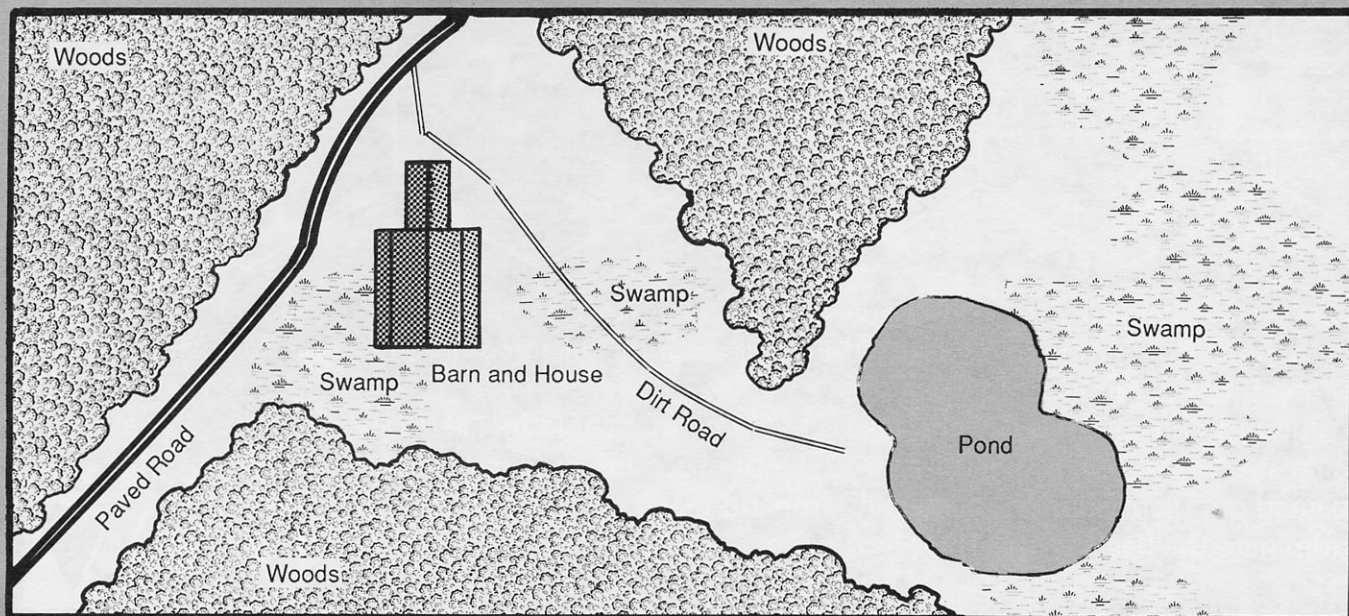 Woods
Woods
Swamp
Swamp
Swamp
Barn and House
Dirt Road
Pond
Paved Road
Woods